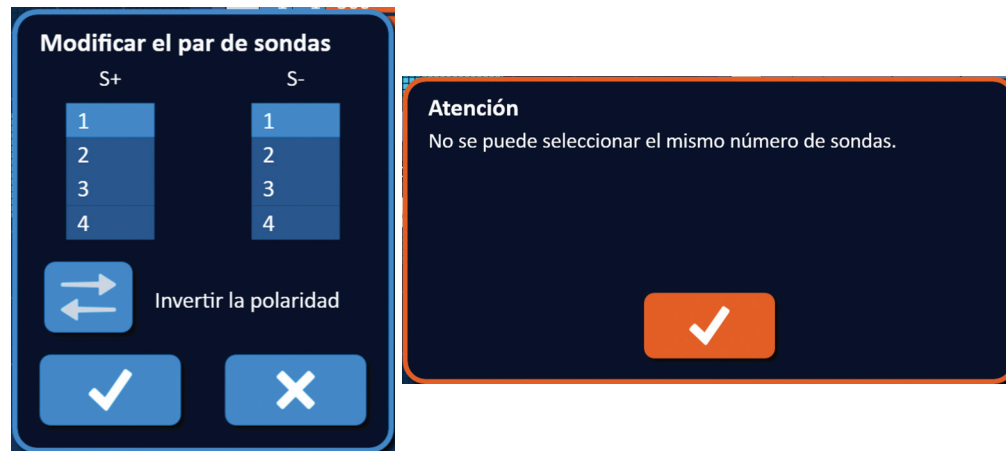 Modificar el par de sondas
S+ S-
1 1
2 2
3 3
4 4
Invertir la polaridad
Atención
No se puede seleccionar el mismo número de sondas.